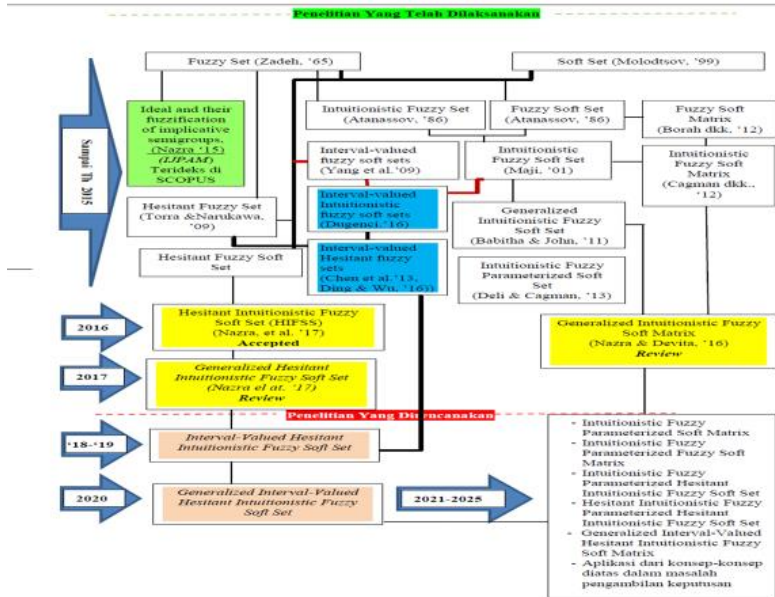 Penelitian Yang Telah Dilaksanakan
Fuzzy Set (Zadeh, '65)
Soft Set (Molodtsov, '99)
Sampai Th 2015
Ideal and their
fuzzification
of implicative
semigroups,
(Nazra '15)
(IJPAM)
Terideks di
SCOPUS
Intuitionistic Fuzzy Set
(Atanassov, '86)
Fuzzy Soft Set
(Atanassov, '86)
Fuzzy Soft
Matrix
(Borah dkk, '12)
Interval-valued
fuzzy soft sets
(Yang et al.'09)
Intuitionistic
Fuzzy Soft Set
(Maji, '01)
Intuitionistic
Fuzzy Soft
Matrix
(Cagman dkk.,
'12)
Hesitant Fuzzy Set
(Torra &Narukawa,
'09)
Interval-valued
Intuitionistic
fuzzy soft sets
(Dugenci,'16)
Generalized
Intuitionistic Fuzzy
Soft Set
(Babitha & John, '11)
Hesitant Fuzzy Soft
Set
Interval-valued
Hesitant fuzzy
sets
(Chen et al.'13,
Ding & Wu, '16))
Intuitionistic Fuzzy
Parameterized Soft
Set
(Deli & Cagman, '13)
2016
Hesitant Intuitionistic Fuzzy
Soft Set (HIFSS)
(Nazra, et al. '17)
Accepted
Generalized Intuitionistic Fuzzy
Soft Matrix
(Nazra & Devita, '16)
Review
2017
Generalized Hesitant
Intuitionistic Fuzzy Soft Set
(Nazra el at. '17)
Review
Penelitian Yang Direncanakan
'18-'19
Interval-Valued Hesitant
Intuitionistic Fuzzy Soft Set
2020
Generalized Interval-Valued
Hesitant Intuitionistic Fuzzy
Soft Set
2021-2025
- Intuitionistic Fuzzy
Parameterized Soft Matrix
- Intuitionistic Fuzzy
Parameterized Fuzzy Soft
Matrix
- Intuitionistic Fuzzy
Parameterized Hesitant
Intuitionistic Fuzzy Soft Set
- Hesitant Intuitionistic Fuzzy
Parameterized Hesitant
Intuitionistic Fuzzy Soft Set
- Generalized Interval-Valued
Hesitant Intuitionistic Fuzzy
Soft Matrix
- Aplikasi dari konsep-konsep
diatas dalam masalah
pengambilan keputusan